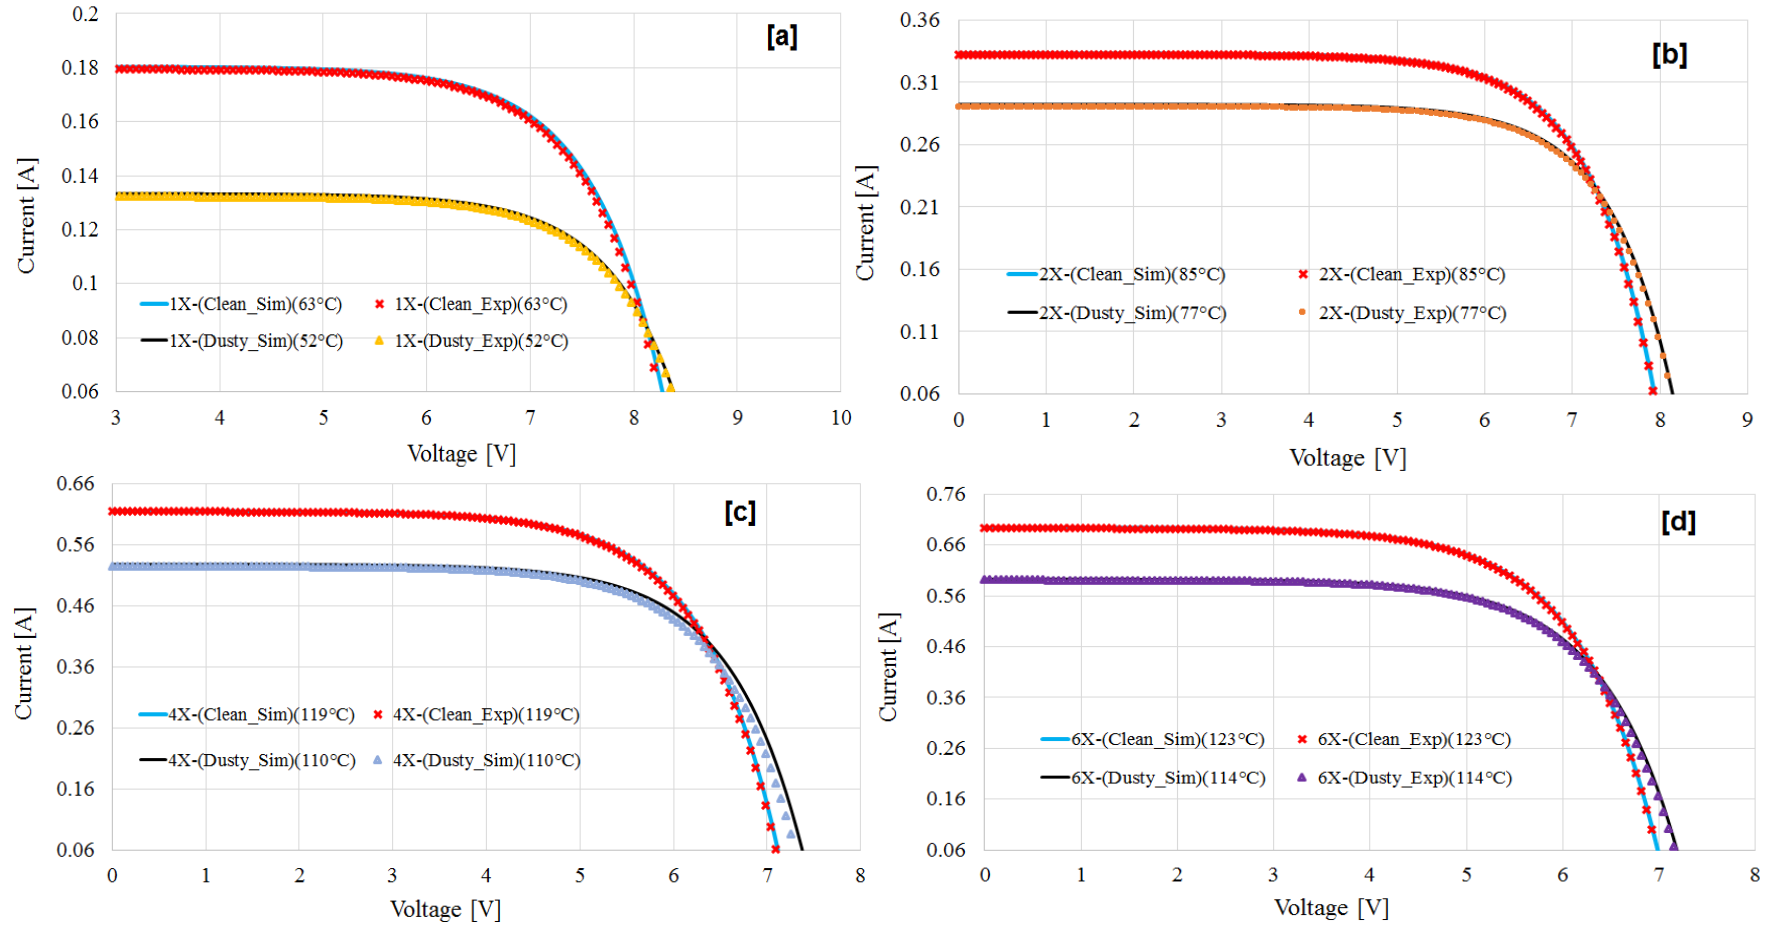 [a]
0.2
0.18
0.16
0.14
0.12
0.1
0.08
0.06
Current [A]
1X-(Clean_Sim)(63°C) 1X-(Clean_Exp)(63°C)
1X-(Dusty_Sim)(52°C) 1X-(Dusty_Exp)(52°C)
3 4 5 6 7 8 9 10
Voltage [V]
[b]
0.36
0.31
0.26
0.21
0.16
0.11
0.06
Current [A]
2X-(Clean_Sim)(85°C) 2X-(Clean_Exp)(85°C)
2X-(Dusty_Sim)(77°C) 2X-(Dusty_Exp)(77°C)
0 1 2 3 4 5 6 7 8 9
Voltage [V]
[c]
0.66
0.56
0.46
0.36
0.26
0.16
0.06
Current [A]
4X-(Clean_Sim)(119°C) 4X-(Clean_Exp)(119°C)
4X-(Dusty_Sim)(110°C) 4X-(Dusty_Sim)(110°C)
0 1 2 3 4 5 6 7 8
Voltage [V]
[d]
0.76
0.66
0.56
0.46
0.36
0.26
0.16
0.06
Current [A]
6X-(Clean_Sim)(123°C) 6X-(Clean_Exp)(123°C)
6X-(Dusty_Sim)(114°C) 6X-(Dusty_Exp)(114°C)
0 1 2 3 4 5 6 7 8
Voltage [V]